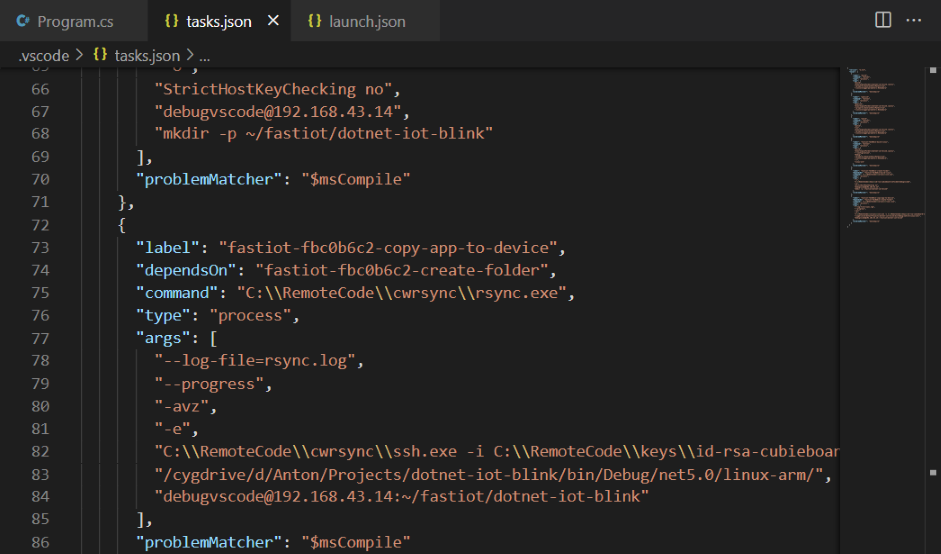 Program.cs
{} tasks.json ×
{} launch.json
.vscode > {} tasks.json > ...
66 "StrictHostKeyChecking no",
67 "debugvscode@192.168.43.14",
68 "mkdir -p ~/fastiot/dotnet-iot-blink"
69 ],
70 "problemMatcher": "$msCompile"
71 },
72 {
73 "label": "fastiot-fbc0b6c2-copy-app-to-device",
74 "dependsOn": "fastiot-fbc0b6c2-create-folder",
75 "command": "C:\\RemoteCode\\cwrsync\\rsync.exe",
76 "type": "process",
77 "args": [
78 "--log-file=rsync.log",
79 "--progress",
80 "-avz",
81 "-e",
82 "C:\\RemoteCode\\cwrsync\\ssh.exe -i C:\\RemoteCode\\keys\\id-rsa-cubieboar
83 "/cygdrive/d/Anton/Projects/dotnet-iot-blink/bin/Debug/net5.0/linux-arm/",
84 "debugvscode@192.168.43.14:~/fastiot/dotnet-iot-blink"
85 ],
86 "problemMatcher": "$msCompile"